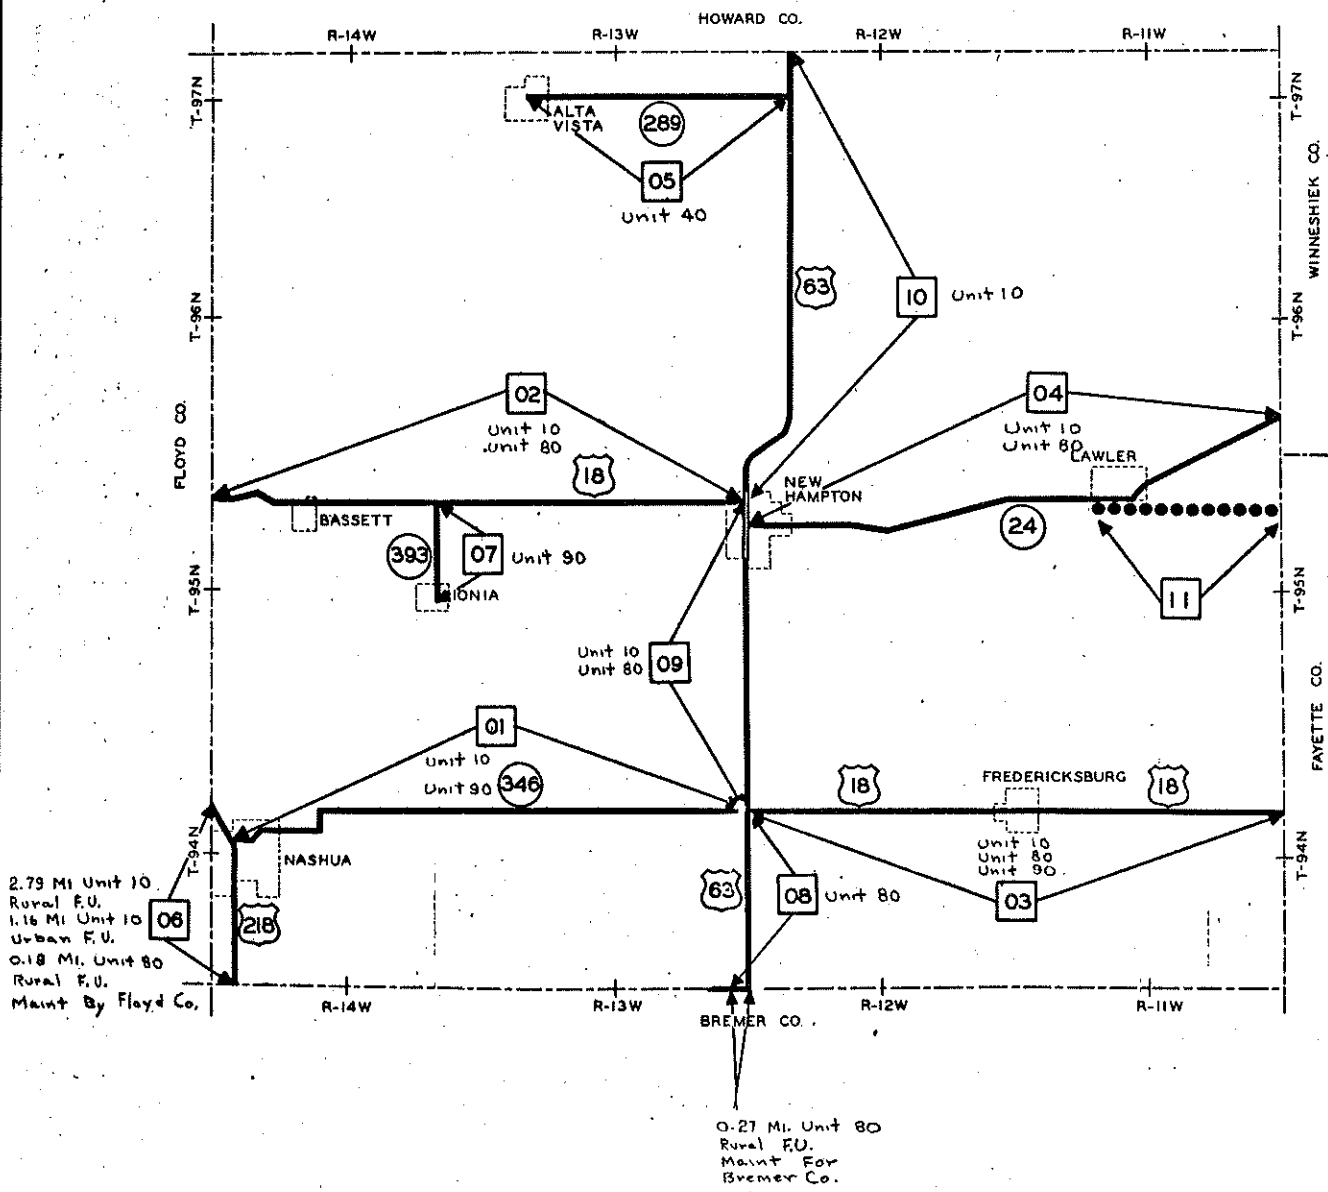 HOWARD CO.
R-14W
R-13W
R-12W
R-11W
T-97N
T-97N
ALTA
VISTA
289
05
Unit 40
WINNESHIEK CO.
63
10
Unit 10
T-96N
T-96N
02
Unit 10
Unit 80
04
Unit 10
Unit 80
FLOYD CO.
LAWLER
18
NEW
HAMPTON
BASSETT
24
393
07
Unit 90
IONIA
11
T-95N
T-95N
Unit 10
Unit 80
09
FAYETTE CO.
01
Unit 10
Unit 90
346
18
FREDERICKSBURG
18
T-94N
NASHUA
Unit 10
Unit 80
Unit 90
T-94N
2.79 MI Unit 10
Rural F.U.
1.16 MI Unit 10
Urban F.U.
0.18 MI. Unit 80
Rural F.U.
Maint By Floyd Co.
06
218
63
08
Unit 80
03
R-14W
R-13W
R-12W
R-11W
BREMER CO.
0.27 MI. Unit 80
Rural F.U.
Maint For
Bremer Co.